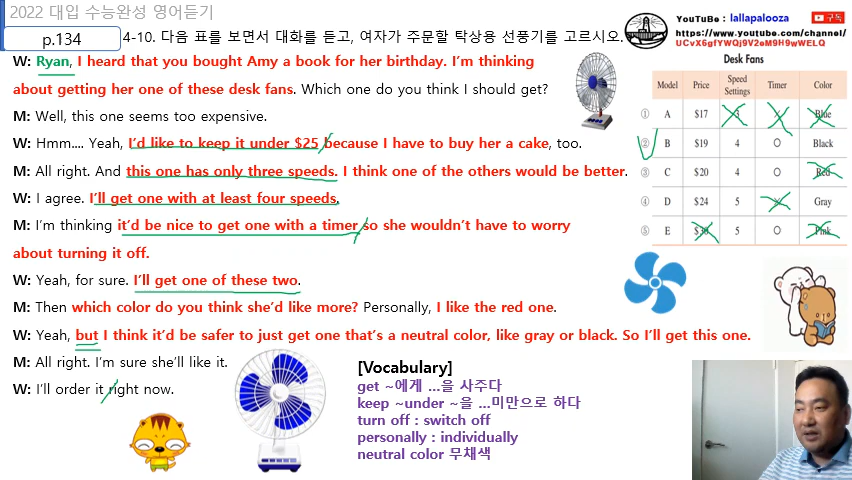 2022 대입 수능완성 영어듣기
p.134
4-10. 다음 표를 보면서 대화를 듣고, 여자가 주문할 탁상용 선풍기를 고르시오.
YouTuBe : lallapalooza
구독
https://www.youtube.com/channel/
UCvX6gfYWQj9V2eM9H9wWELQ
W: Ryan, I heard that you bought Amy a book for her birthday. I'm thinking
about getting her one of these desk fans. Which one do you think I should get?
M: Well, this one seems too expensive.
W: Hmm.... Yeah, I'd like to keep it under $25 because I have to buy her a cake, too.
M: All right. And this one has only three speeds. I think one of the others would be better.
W: I agree. I'll get one with at least four speeds.
M: I'm thinking it'd be nice to get one with a timer so she wouldn't have to worry
about turning it off.
W: Yeah, for sure. I'll get one of these two.
M: Then which color do you think she'd like more? Personally, I like the red one.
W: Yeah, but I think it'd be safer to just get one that's a neutral color, like gray or black. So I'll get this one.
M: All right. I'm sure she'll like it.
W: I'll order it right now.
Desk Fans
Model Price Speed Settings Timer Color
① A $17 3 × Blue
② B $19 4 ○ Black
③ C $20 4 ○ Red
④ D $24 5 × Gray
⑤ E $30 5 ○ Pink
[Vocabulary]
get ~에게 ...을 사주다
keep ~under ~을 ...미만으로 하다
turn off : switch off
personally : individually
neutral color 무채색